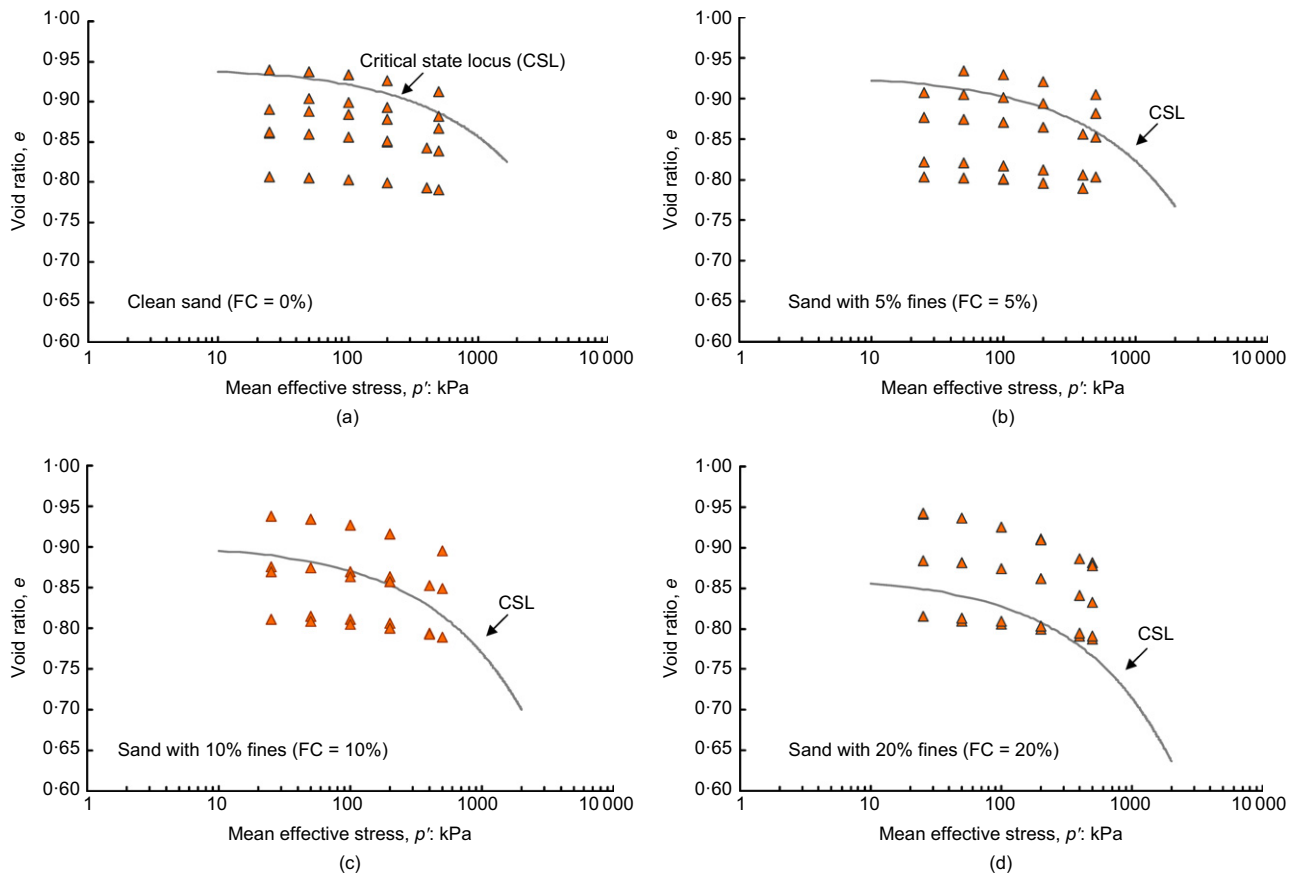 1·00
0·95
0·90
0·85
0·80
0·75
0·70
0·65
0·60
Void ratio, e
Critical state locus (CSL)
Clean sand (FC = 0%)
1 10 100 1000 10 000
Mean effective stress, p′: kPa
(a)
1·00
0·95
0·90
0·85
0·80
0·75
0·70
0·65
0·60
Void ratio, e
CSL
Sand with 5% fines (FC = 5%)
1 10 100 1000 10 000
Mean effective stress, p′: kPa
(b)
1·00
0·95
0·90
0·85
0·80
0·75
0·70
0·65
0·60
Void ratio, e
CSL
Sand with 10% fines (FC = 10%)
1 10 100 1000 10 000
Mean effective stress, p′: kPa
(c)
1·00
0·95
0·90
0·85
0·80
0·75
0·70
0·65
0·60
Void ratio, e
CSL
Sand with 20% fines (FC = 20%)
1 10 100 1000 10 000
Mean effective stress, p′: kPa
(d)